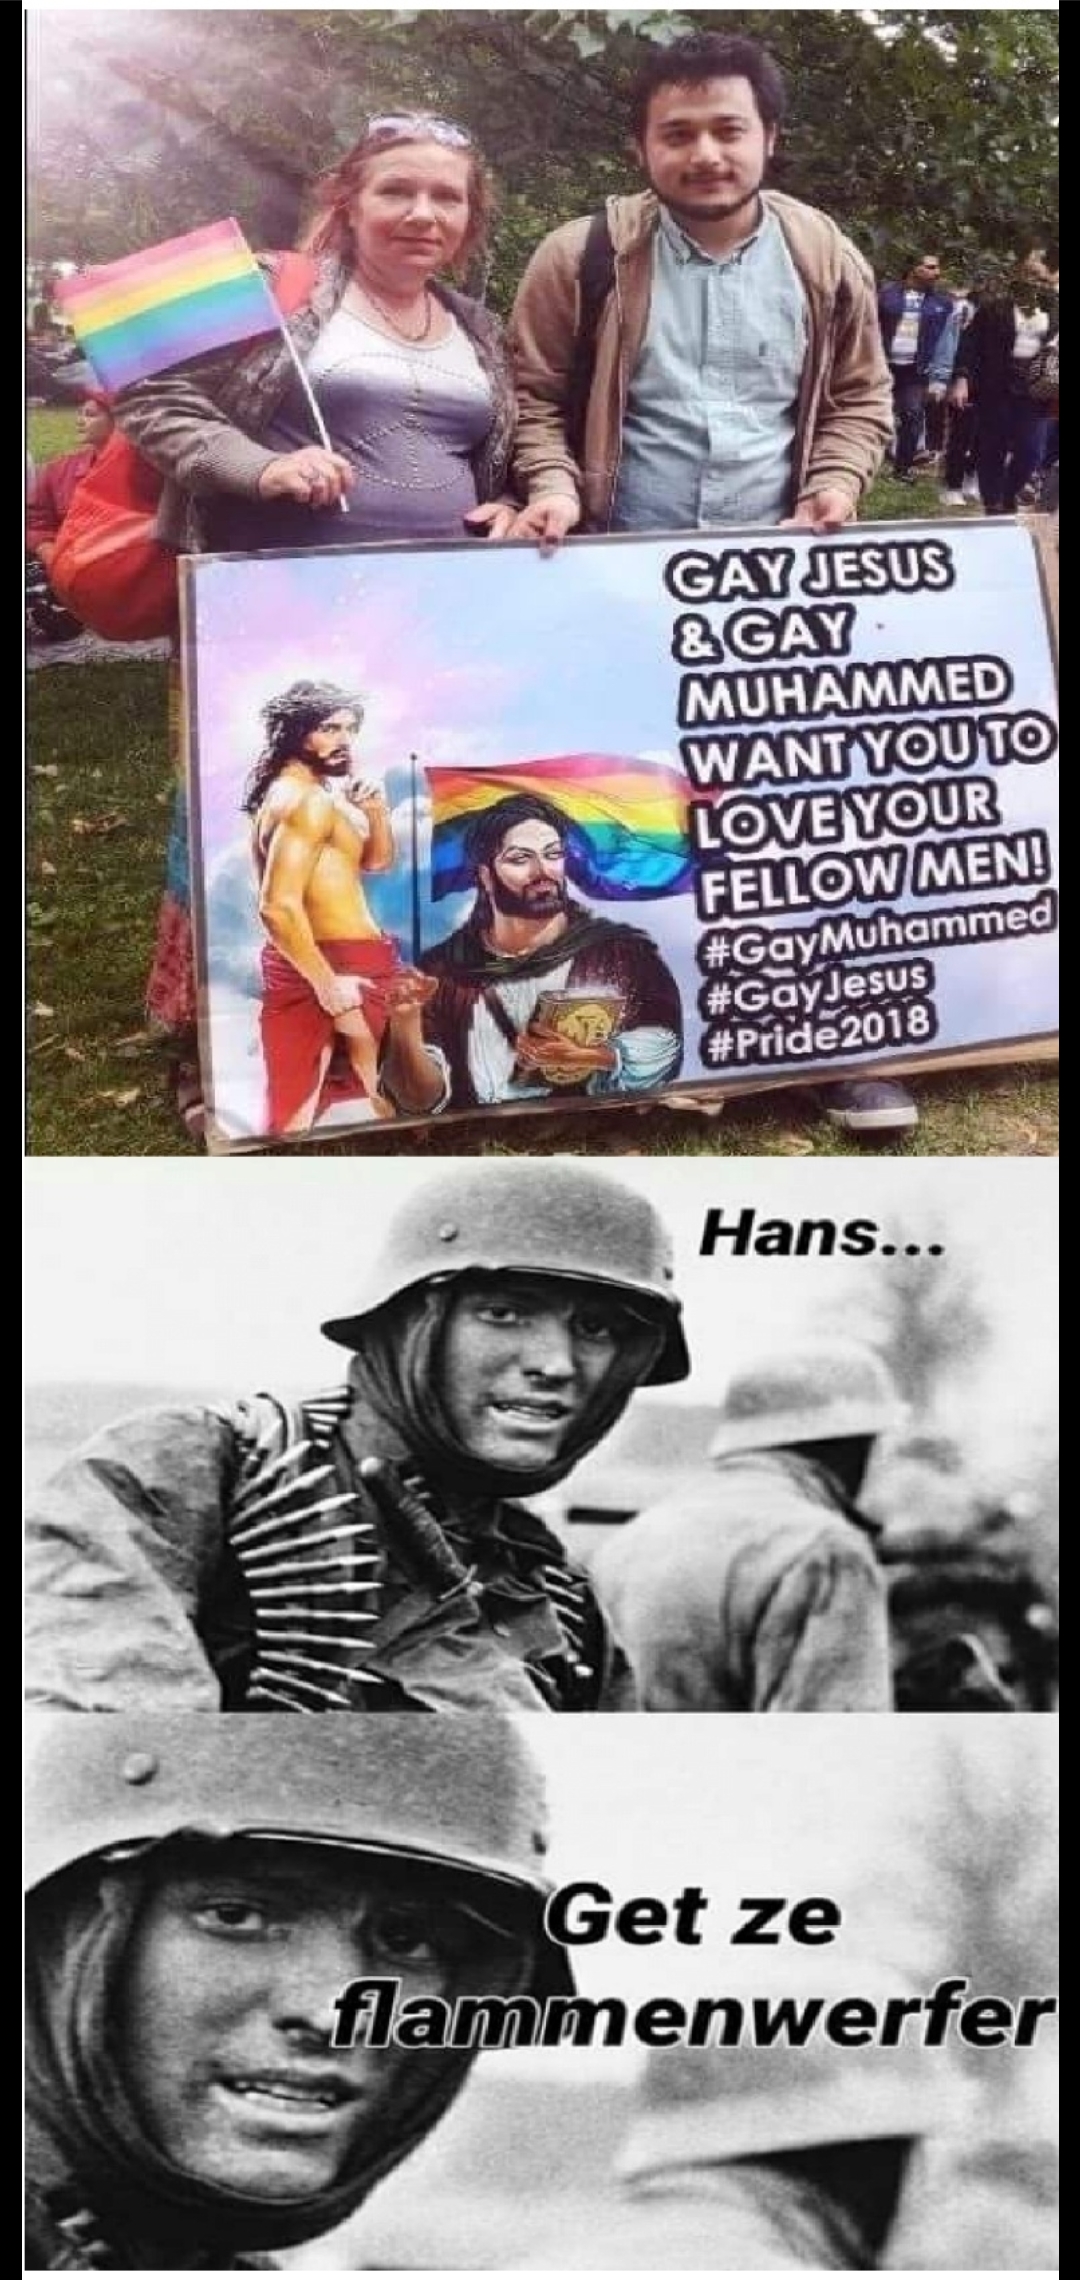 GAY JESUS
& GAY
MUHAMMED
WANT YOU TO
LOVE YOUR
FELLOW MEN!
#GayMuhammed
#GayJesus
#Pride2018
Hans...
Get ze
flammenwerfer